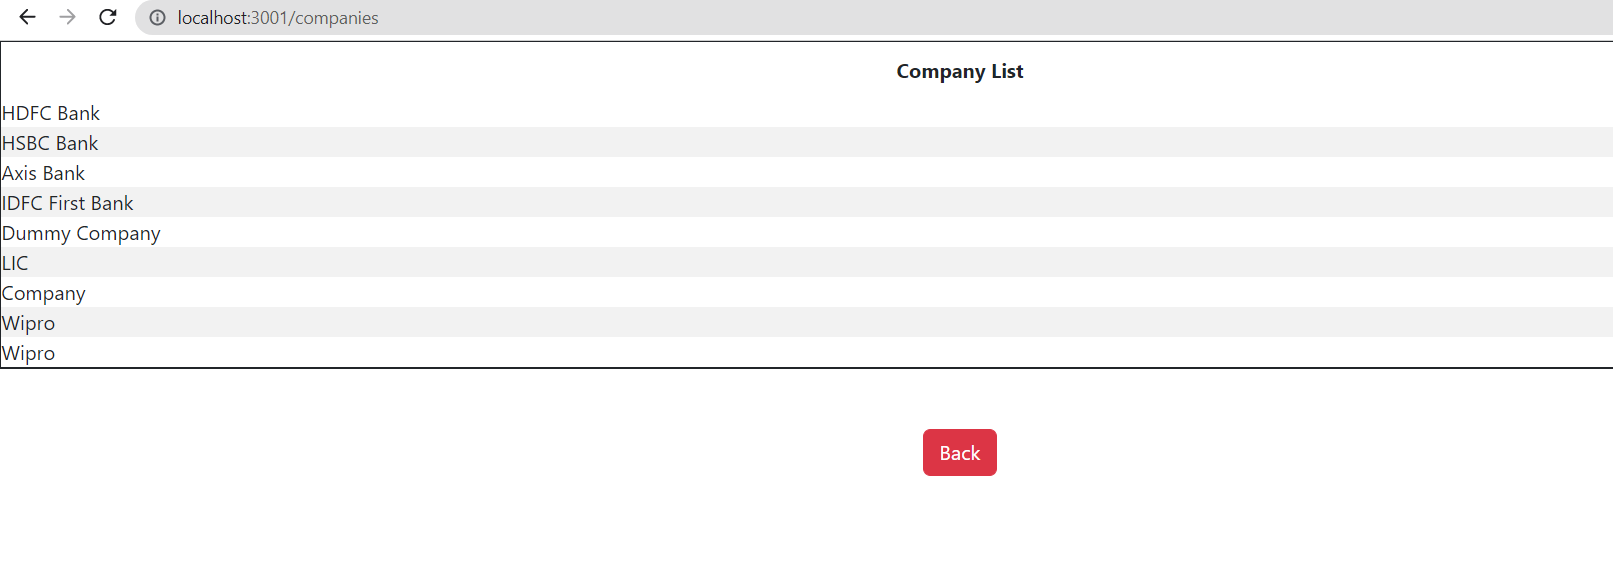 localhost:3001/companies
Company List
HDFC Bank
HSBC Bank
Axis Bank
IDFC First Bank
Dummy Company
LIC
Company
Wipro
Wipro
Back